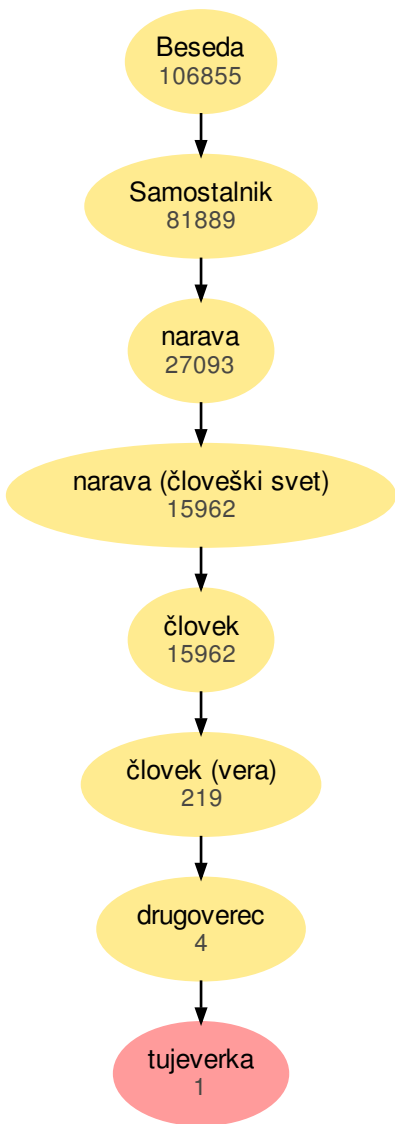 Beseda
106855
Samostalnik
81889
narava
27093
narava (človeški svet)
15962
človek
15962
človek (vera)
219
drugoverec
4
tujeverka
1